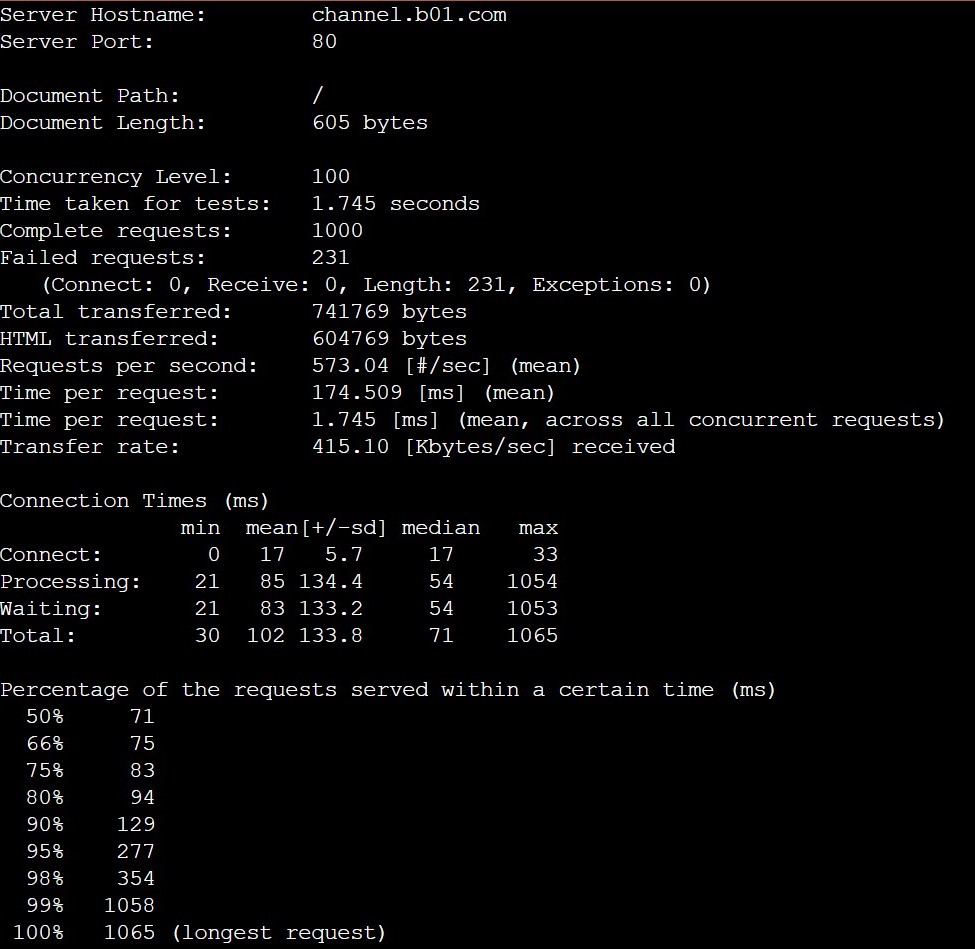 Server Hostname:        channel.b01.com
Server Port:            80
Document Path:          /
Document Length:        605 bytes
Concurrency Level:      100
Time taken for tests:   1.745 seconds
Complete requests:      1000
Failed requests:        231
   (Connect: 0, Receive: 0, Length: 231, Exceptions: 0)
Total transferred:      741769 bytes
HTML transferred:       604769 bytes
Requests per second:    573.04 [#/sec] (mean)
Time per request:       174.509 [ms] (mean)
Time per request:       1.745 [ms] (mean, across all concurrent requests)
Transfer rate:          415.10 [Kbytes/sec] received
Connection Times (ms)
              min  mean[+/-sd] median   max
Connect:        0   17   5.7     17      33
Processing:    21   85 134.4     54    1054
Waiting:       21   83 133.2     54    1053
Total:         30  102 133.8     71    1065
Percentage of the requests served within a certain time (ms)
  50%     71
  66%     75
  75%     83
  80%     94
  90%    129
  95%    277
  98%    354
  99%   1058
 100%   1065 (longest request)